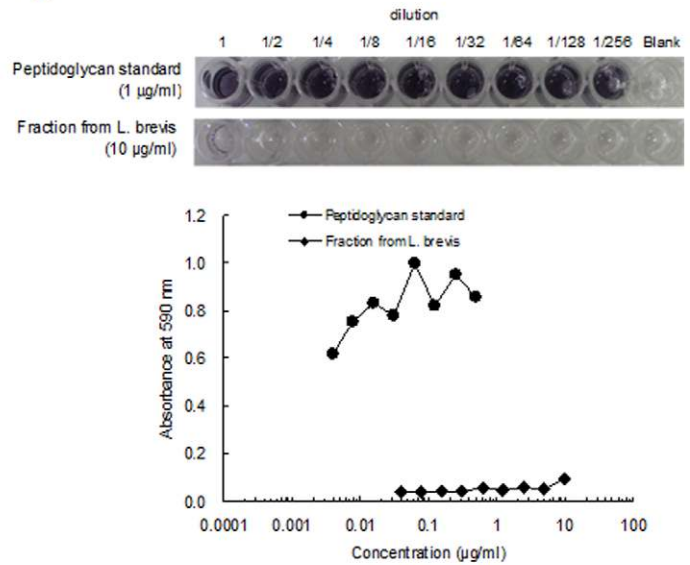 dilution
1 1/2 1/4 1/8 1/16 1/32 1/64 1/128 1/256 Blank
Peptidoglycan standard
(1 µg/ml)
Fraction from L. brevis
(10 µg/ml)
Peptidoglycan standard
Fraction from L. brevis
1.2
1.0
0.8
0.6
0.4
0.2
0.0
Absorbance at 590 nm
0.0001 0.001 0.01 0.1 1 10 100
Concentration (µg/ml)